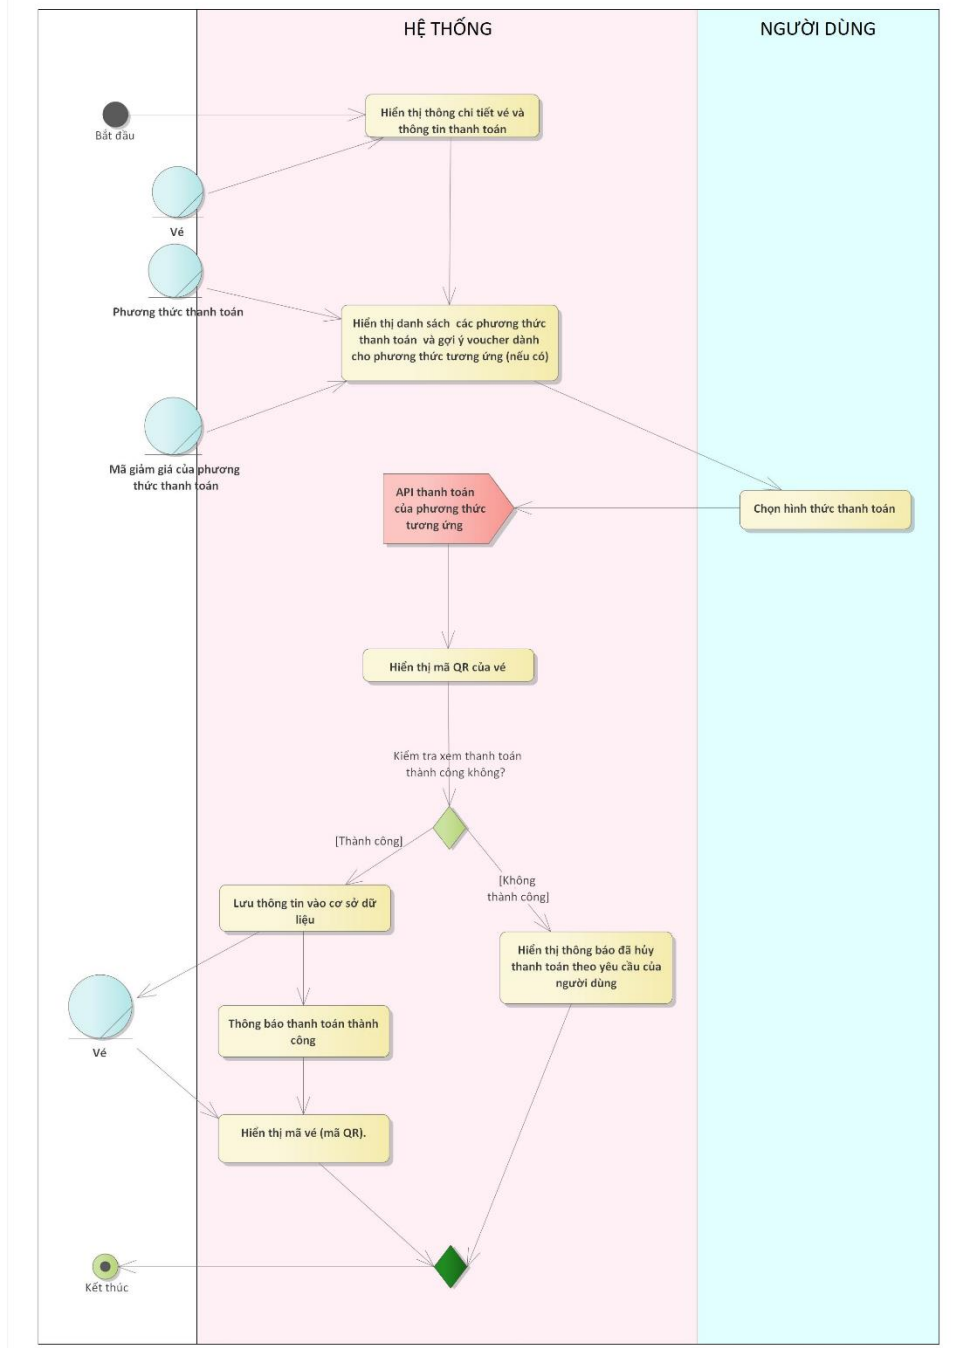 HỆ THỐNG
NGƯỜI DÙNG
Bắt đầu
Hiển thị thông chi tiết vé và
thông tin thanh toán
Vé
Phương thức thanh toán
Hiển thị danh sách các phương thức
thanh toán và gợi ý voucher dành
cho phương thức tương ứng (nếu có)
Mã giảm giá của phương
thức thanh toán
API thanh toán
của phương thức
tương ứng
Chọn hình thức thanh toán
Hiển thị mã QR của vé
Kiểm tra xem thanh toán
thành công không?
[Thành công]
[Không
thành công]
Lưu thông tin vào cơ sở dữ
liệu
Hiển thị thông báo đã hủy
thanh toán theo yêu cầu của
người dùng
Vé
Thông báo thanh toán thành
công
Hiển thị mã vé (mã QR).
Kết thúc